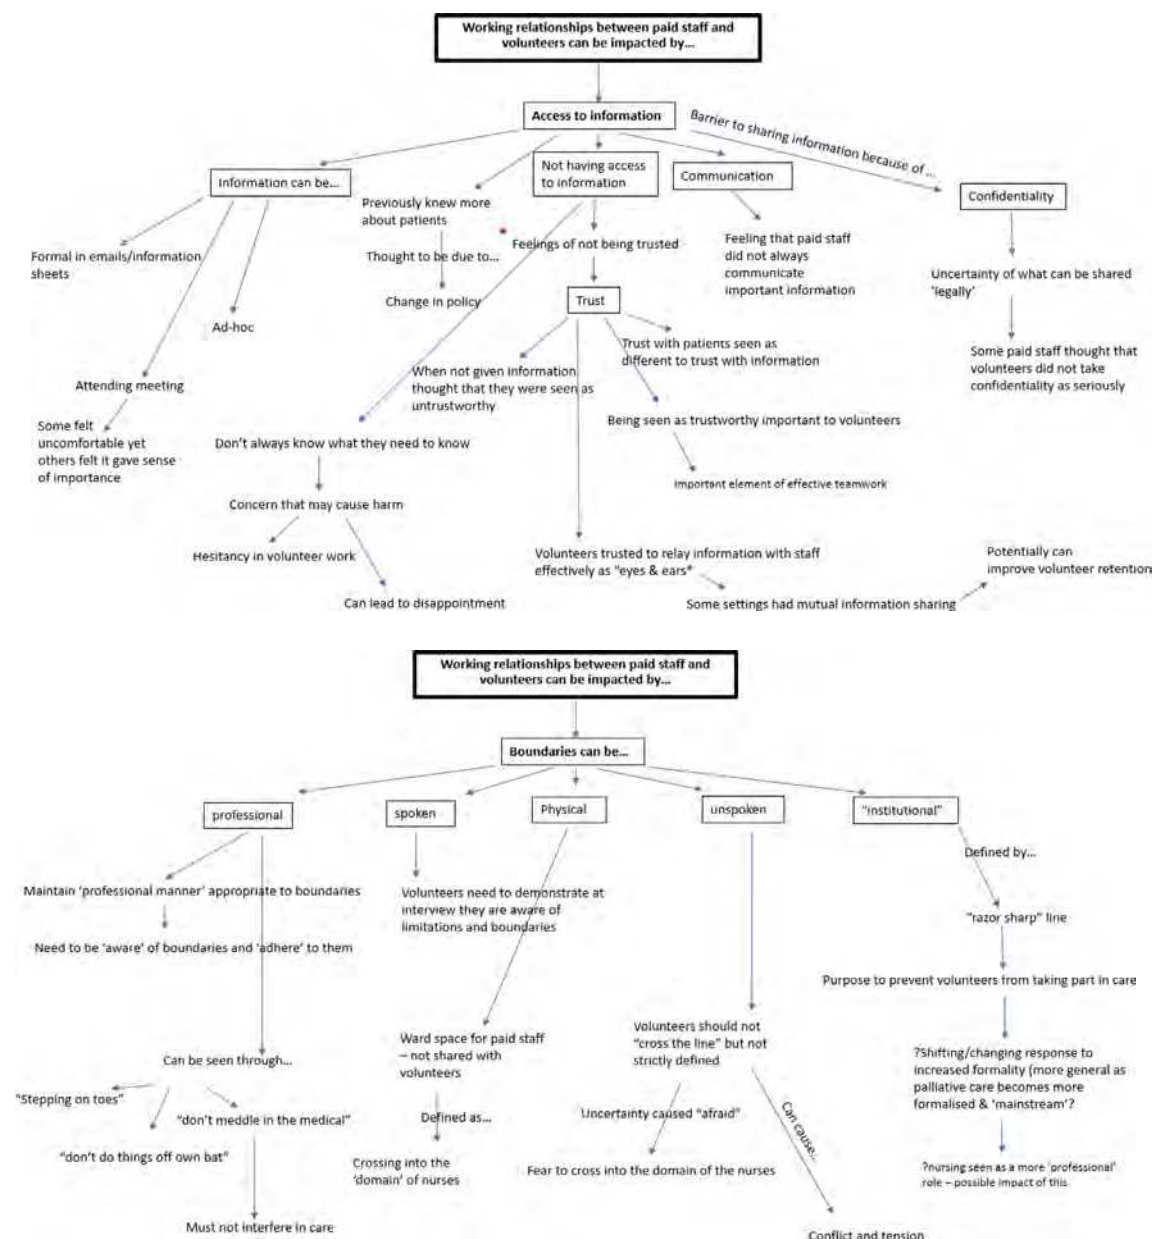 Working relationships between paid staff and
volunteers can be impacted by...
Access to information
Barrier to sharing information because of ...
Information can be...
Not having access
to information
Communication
Confidentiality
Previously knew more
about patients
Formal in emails/information
sheets
Thought to be due to...
Feelings of not being trusted
Feeling that paid staff
did not always
communicate
important information
Uncertainty of what can be shared
'legally'
Change in policy
Trust
Ad-hoc
Trust with patients seen as
different to trust with information
Some paid staff thought that
volunteers did not take
confidentiality as seriously
Attending meeting
When not given information
thought that they were seen as
untrustworthy
Some felt
uncomfortable yet
others felt it gave sense
of importance
Don't always know what they need to know
Being seen as trustworthy important to volunteers
Important element of effective teamwork
Concern that may cause harm
Hesitancy in volunteer work
Volunteers trusted to relay information with staff
effectively as "eyes & ears"
Potentially can
improve volunteer retention
Can lead to disappointment
Some settings had mutual information sharing
Working relationships between paid staff and
volunteers can be impacted by...
Boundaries can be...
professional
spoken
Physical
unspoken
"institutional"
Defined by...
Maintain 'professional manner' appropriate to boundaries
Volunteers need to demonstrate at
interview they are aware of
limitations and boundaries
"razor sharp" line
Need to be 'aware' of boundaries and 'adhere' to them
Purpose to prevent volunteers from taking part in care
Ward space for paid staff
– not shared with
volunteers
Volunteers should not
"cross the line" but not
strictly defined
?Shifting/changing response to
increased formality (more general as
palliative care becomes more
formalised & 'mainstream'?
Can be seen through...
"Stepping on toes"
"don't meddle in the medical"
"don't do things off own bat"
Defined as...
Uncertainty caused "afraid"
Can cause...
Crossing into the
'domain' of nurses
Fear to cross into the domain of the nurses
?nursing seen as a more 'professional'
role – possible impact of this
Must not interfere in care
Conflict and tension